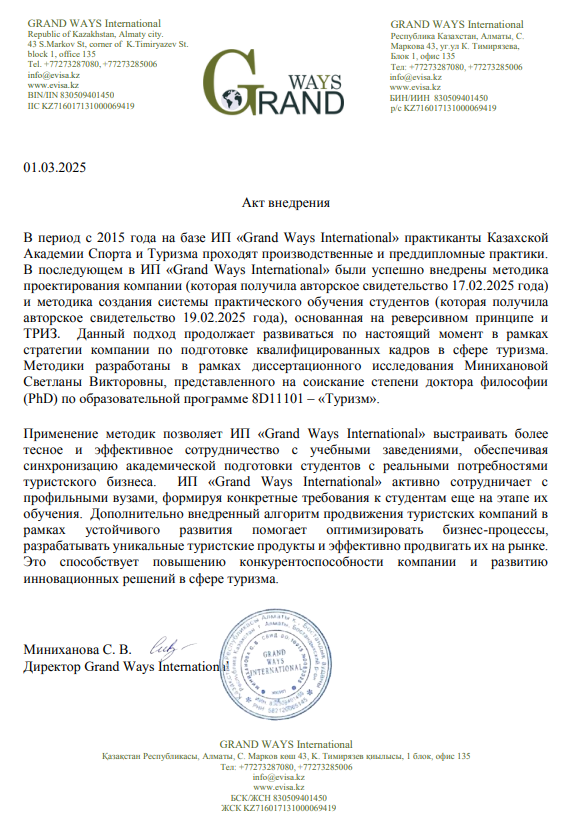 GRAND WAYS International
Republic of Kazakhstan, Almaty city.
43 S.Markov St, corner of K.Timiryazev St.
block 1, office 135
Tel. +77273287080, +77273285006
info@evisa.kz
www.evisa.kz
BIN/IIN 830509401450
IIC KZ716017131000069419
GRAND WAYS
GRAND WAYS International
Республика Казахстан, Алматы, С.
Маркова 43, уг.ул К. Тимирязева,
Блок 1, офис 135
Тел: +77273287080, +77273285006
info@evisa.kz
www.evisa.kz
БИН/ИИН 830509401450
р/с KZ716017131000069419
01.03.2025
Акт внедрения
В период с 2015 года на базе ИП «Grand Ways International» практиканты Казахской
Академии Спорта и Туризма проходят производственные и преддипломные практики.
В последующем в ИП «Grand Ways International» были успешно внедрены методика
проектирования компании (которая получила авторское свидетельство 17.02.2025 года)
и методика создания системы практического обучения студентов (которая получила
авторское свидетельство 19.02.2025 года), основанная на реверсивном принципе и
ТРИЗ. Данный подход продолжает развиваться по настоящий момент в рамках
стратегии компании по подготовке квалифицированных кадров в сфере туризма.
Методики разработаны в рамках диссертационного исследования Минихановой
Светланы Викторовны, представленного на соискание степени доктора философии
(PhD) по образовательной программе 8D11101 – «Туризм».
Применение методик позволяет ИП «Grand Ways International» выстраивать более
тесное и эффективное сотрудничество с учебными заведениями, обеспечивая
синхронизацию академической подготовки студентов с реальными потребностями
туристского бизнеса. ИП «Grand Ways International» активно сотрудничает с
профильными вузами, формируя конкретные требования к студентам еще на этапе их
обучения. Дополнительно внедренный алгоритм продвижения туристских компаний в
рамках устойчивого развития помогает оптимизировать бизнес-процессы,
разрабатывать уникальные туристские продукты и эффективно продвигать их на рынке.
Это способствует повышению конкурентоспособности компании и развитию
инновационных решений в сфере туризма.
Миниханова С. В.
Директор Grand Ways International
GRAND
WAYS
INTERNATIONAL
GRAND WAYS International
Қазақстан Республикасы, Алматы, С. Марков көш 43, К. Тимирязев қиылысы, 1 блок, офис 135
Тел: +77273287080, +77273285006
info@evisa.kz
www.evisa.kz
БСК/ЖСН 830509401450
ЖСК KZ716017131000069419